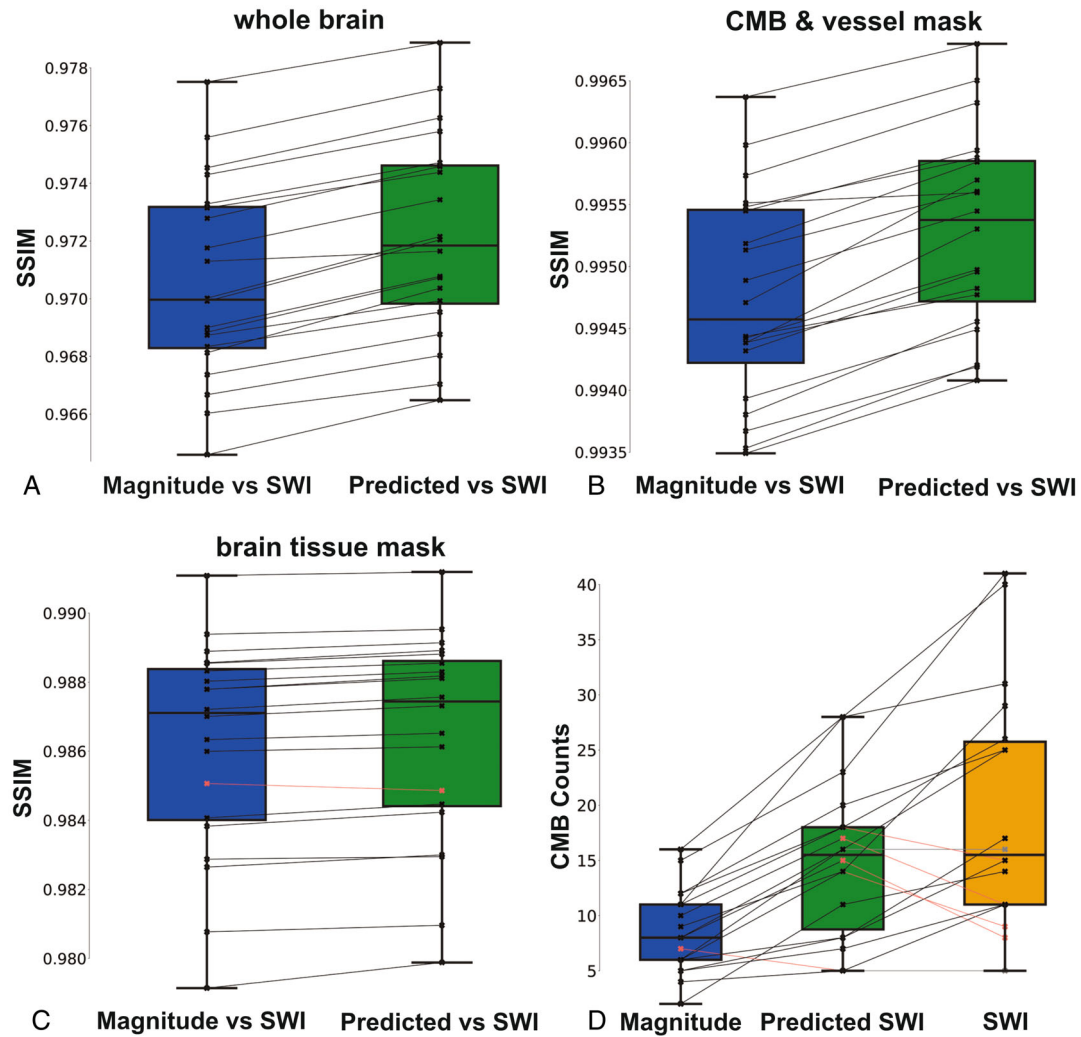 whole brain
SSIM
0.978
0.976
0.974
0.972
0.970
0.968
0.966
A
Magnitude vs SWI
Predicted vs SWI
CMB & vessel mask
SSIM
0.9965
0.9960
0.9955
0.9950
0.9945
0.9940
0.9935
B
Magnitude vs SWI
Predicted vs SWI
brain tissue mask
SSIM
0.990
0.988
0.986
0.984
0.982
0.980
C
Magnitude vs SWI
Predicted vs SWI
CMB Counts
40
35
30
25
20
15
10
5
D
Magnitude
Predicted SWI
SWI